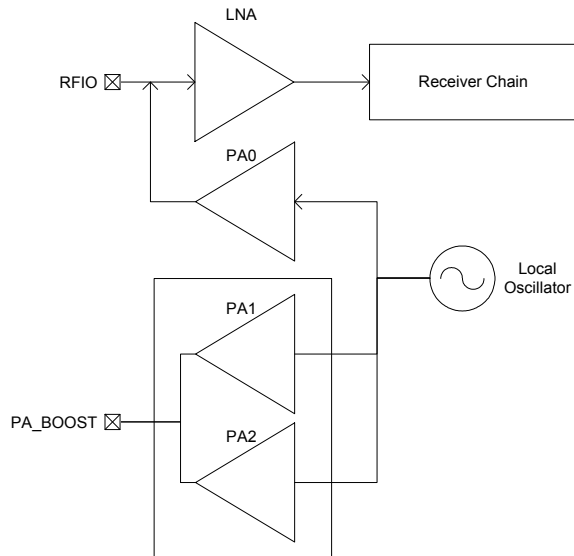 LNA
RFIO
Receiver Chain
PA0
Local
Oscillator
PA1
PA_BOOST
PA2